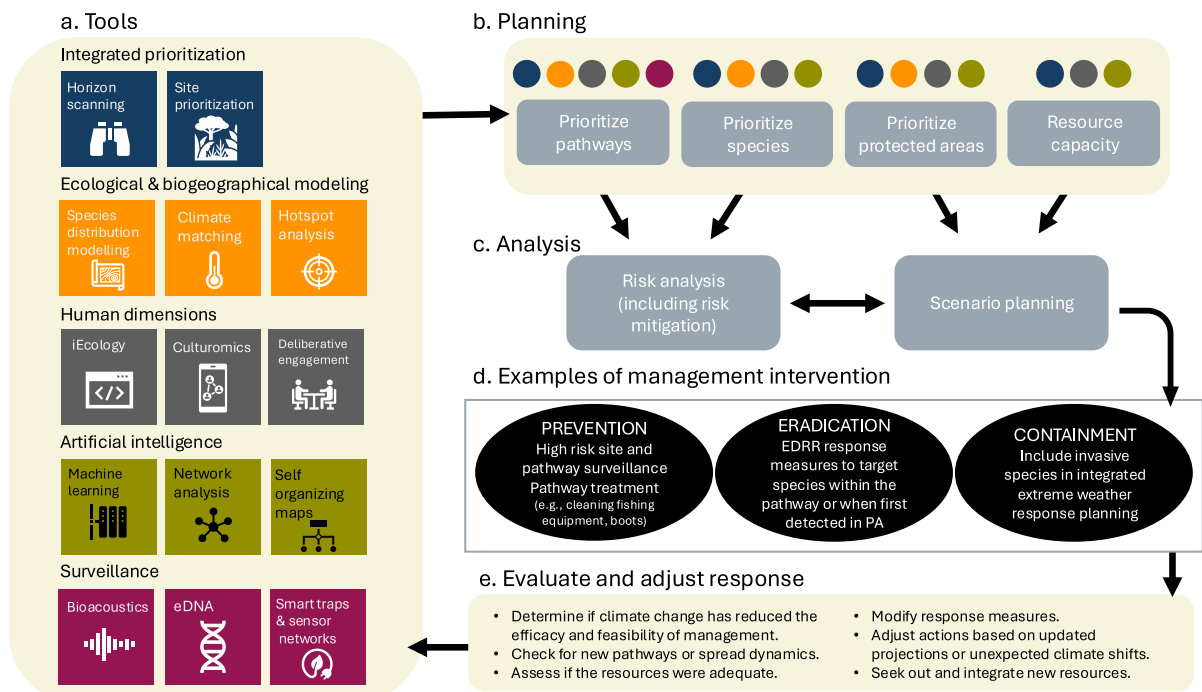 a. Tools
Integrated prioritization
Horizon
scanning
Site
prioritization
Ecological & biogeographical modeling
Species
distribution
modelling
Climate
matching
Hotspot
analysis
Human dimensions
iEcology
Culturomics
Deliberative
engagement
Artificial intelligence
Machine
learning
Network
analysis
Self
organizing
maps
Surveillance
Bioacoustics
eDNA
Smart traps
& sensor
networks
b. Planning
Prioritize
pathways
Prioritize
species
Prioritize
protected areas
Resource
capacity
c. Analysis
Risk analysis
(including risk
mitigation)
Scenario planning
d. Examples of management intervention
PREVENTION
High risk site and
pathway surveillance
Pathway treatment
(e.g., cleaning fishing
equipment, boots)
ERADICATION
EDRR response
measures to target
species within the
pathway or when first
detected in PA
CONTAINMENT
Include invasive
species in integrated
extreme weather
response planning
e. Evaluate and adjust response
• Determine if climate change has reduced the
efficacy and feasibility of management.
• Check for new pathways or spread dynamics.
• Assess if the resources were adequate.
• Modify response measures.
• Adjust actions based on updated
projections or unexpected climate shifts.
• Seek out and integrate new resources.